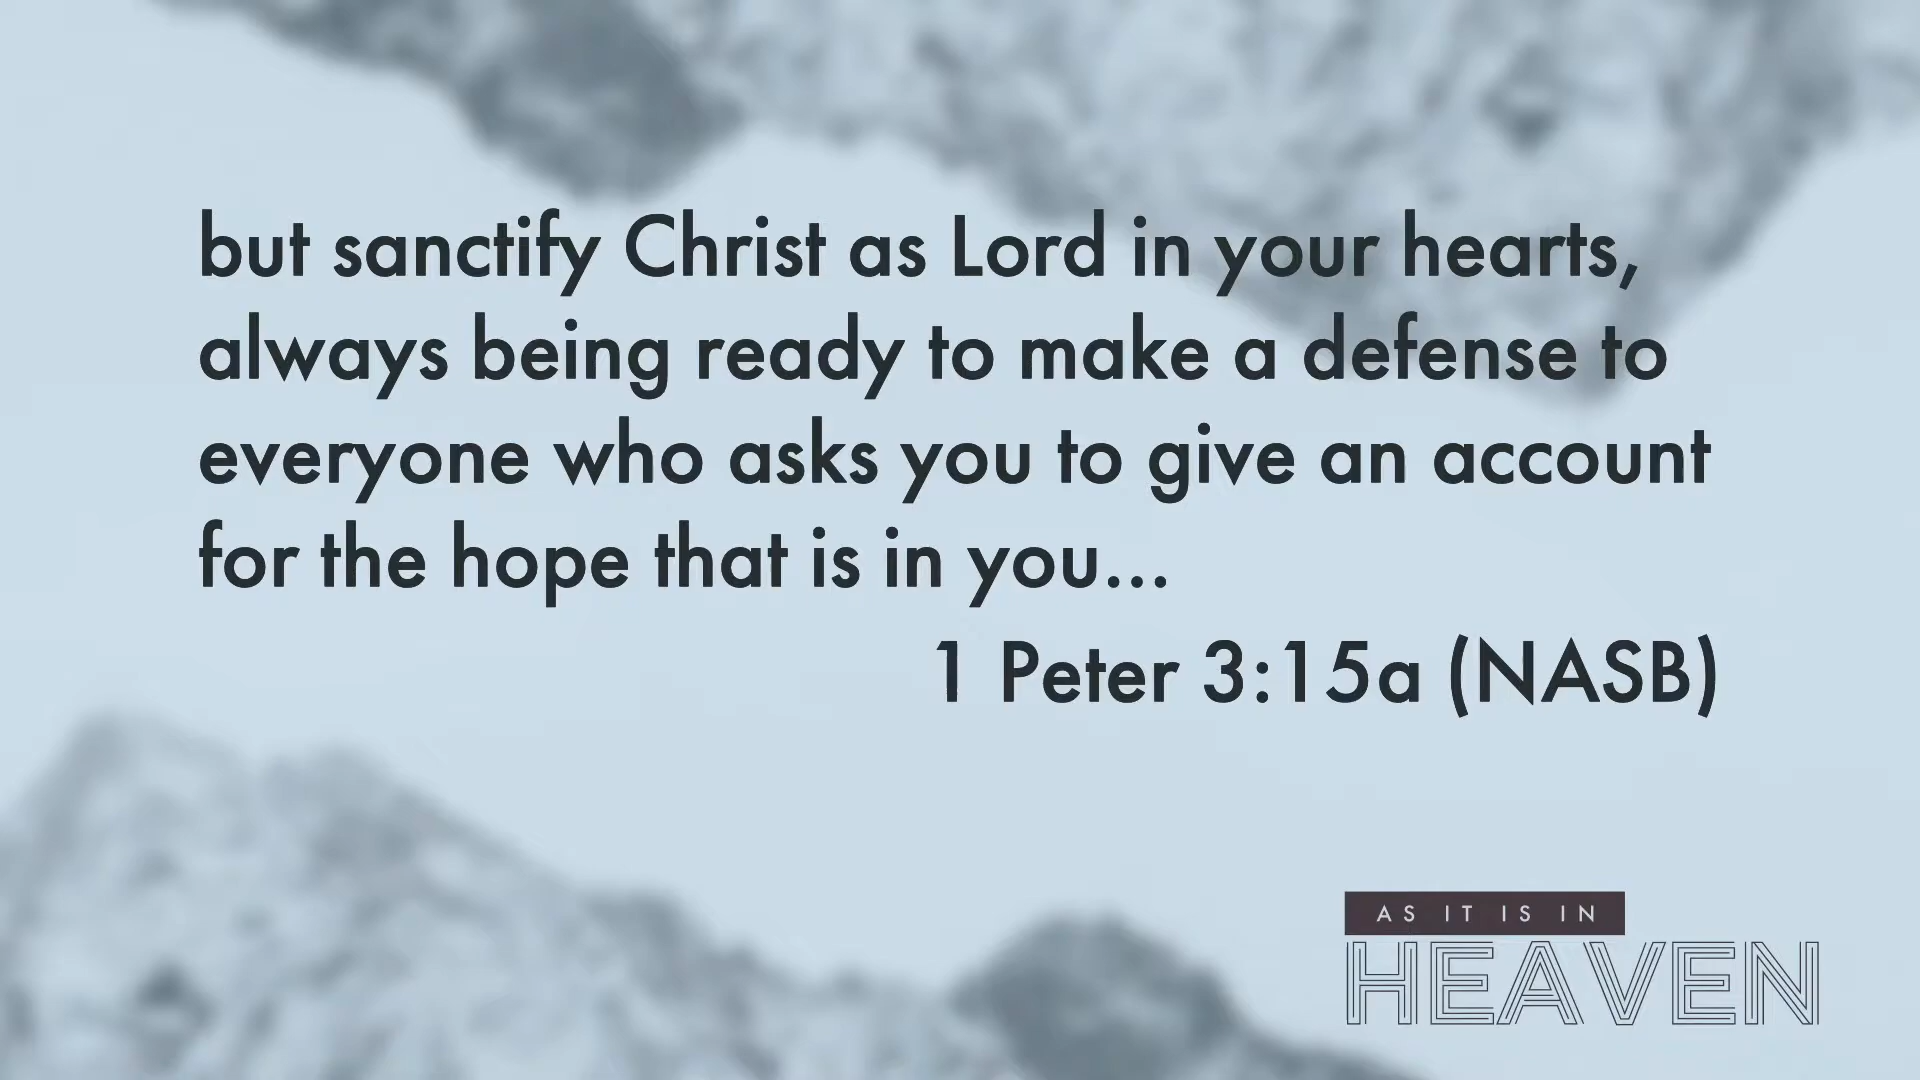 but sanctify Christ as Lord in your hearts,
always being ready to make a defense to
everyone who asks you to give an account
for the hope that is in you...
1 Peter 3:15a (NASB)
AS IT IS IN
HEAVEN